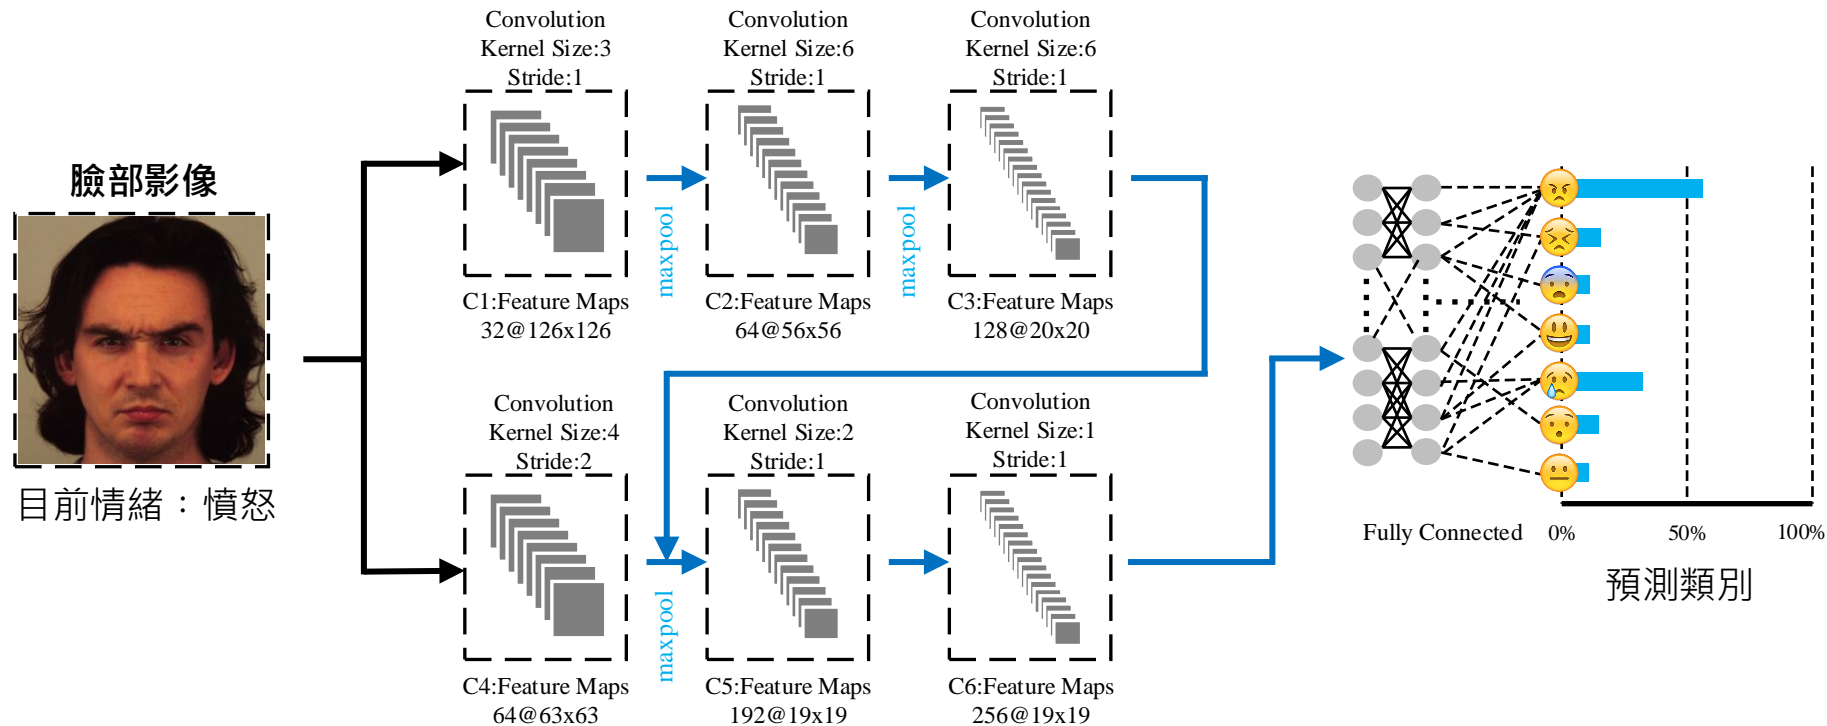 臉部影像
目前情緒：憤怒
Convolution
Kernel Size:3
Stride:1
C1:Feature Maps
32@126x126
maxpool
Convolution
Kernel Size:6
Stride:1
C2:Feature Maps
64@56x56
maxpool
Convolution
Kernel Size:6
Stride:1
C3:Feature Maps
128@20x20
Convolution
Kernel Size:4
Stride:2
C4:Feature Maps
64@63x63
maxpool
Convolution
Kernel Size:2
Stride:1
C5:Feature Maps
192@19x19
Convolution
Kernel Size:1
Stride:1
C6:Feature Maps
256@19x19
Fully Connected
0%
50%
100%
預測類別